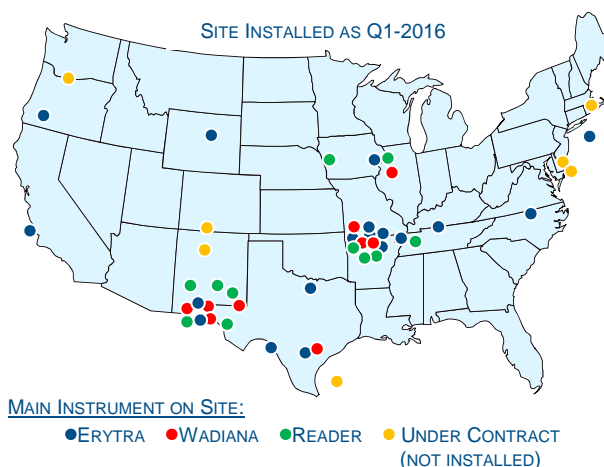 Site Installed as Q1-2016
Main Instrument on Site:
Erytra Wadiana Reader Under Contract
(not installed)